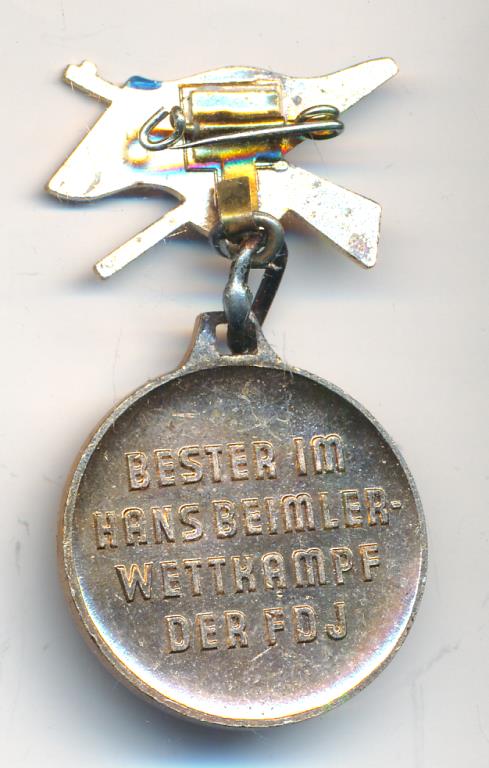 BESTER IM
HANS BEIMLER-
WETTKAMPF
DER FDJ